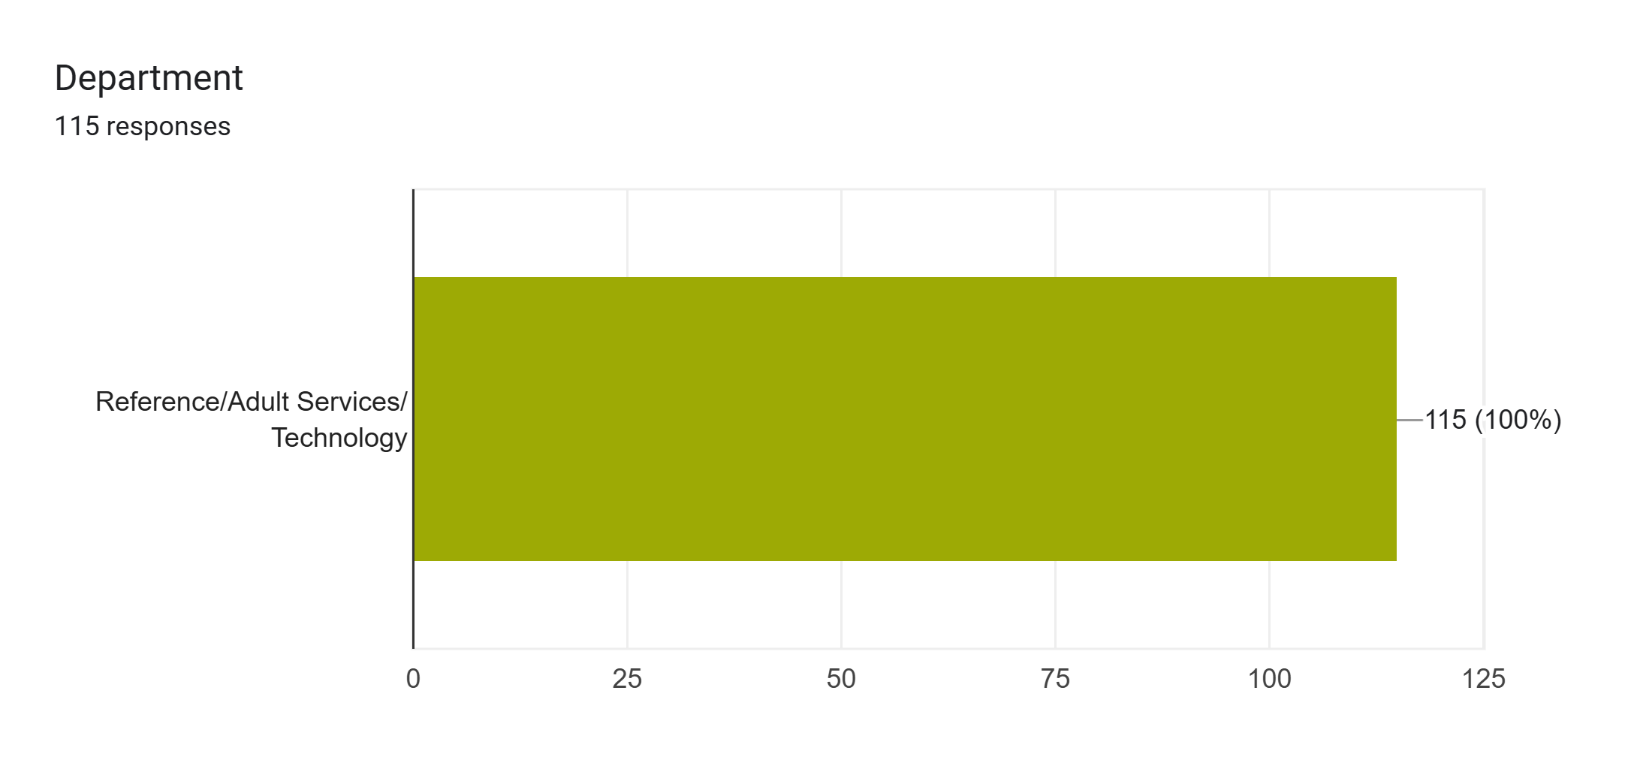 Department
115 responses
Reference/Adult Services/
Technology
115 (100%)
0 25 50 75 100 125